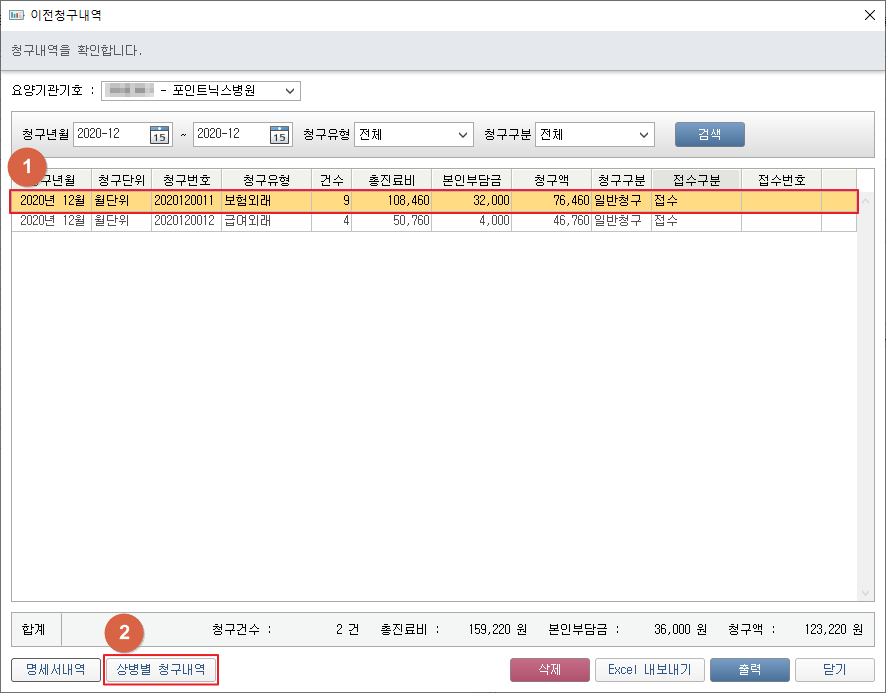 이전청구내역
청구내역을 확인합니다.
요양기관기호 : - 포인트닉스병원
청구년월 2020-12 15 ~ 2020-12 15 청구유형 전체 청구구분 전체 검색
1
구년월 청구단위 청구번호 청구유형 건수 총진료비 본인부담금 청구액 청구구분 접수구분 접수번호
2020년 12월 월단위 2020120011 보험외래 9 108,460 32,000 76,460 일반청구 접수
2020년 12월 월단위 2020120012 급여외래 4 50,760 4,000 46,760 일반청구 접수
합계 청구건수 : 2 건 총진료비 : 159,220 원 본인부담금 : 36,000 원 청구액 : 123,220 원
2
명세서내역 상병별 청구내역 삭제 Excel 내보내기 출력 닫기